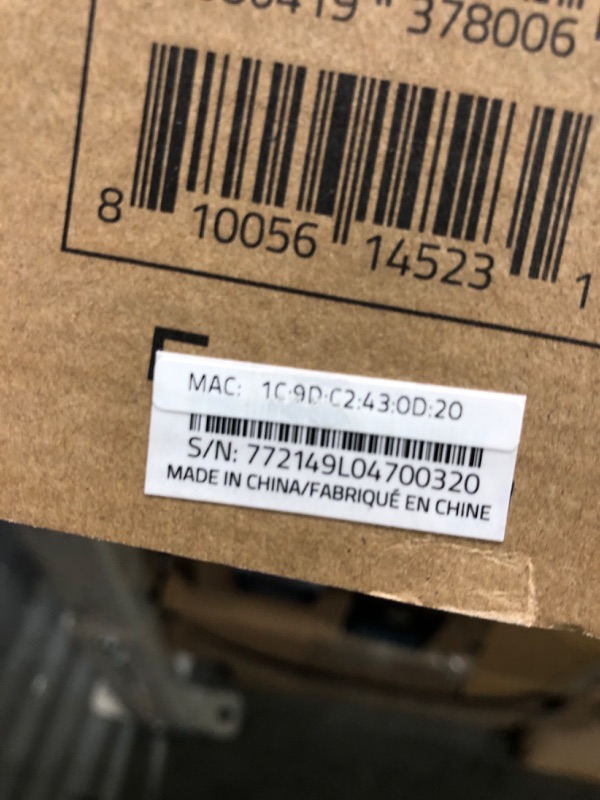 378006
8 10056 14523 1
MAC: 1C:9D:C2:43:0D:20
S/N: 772149L04700320
MADE IN CHINA/FABRIQUÉ EN CHINE